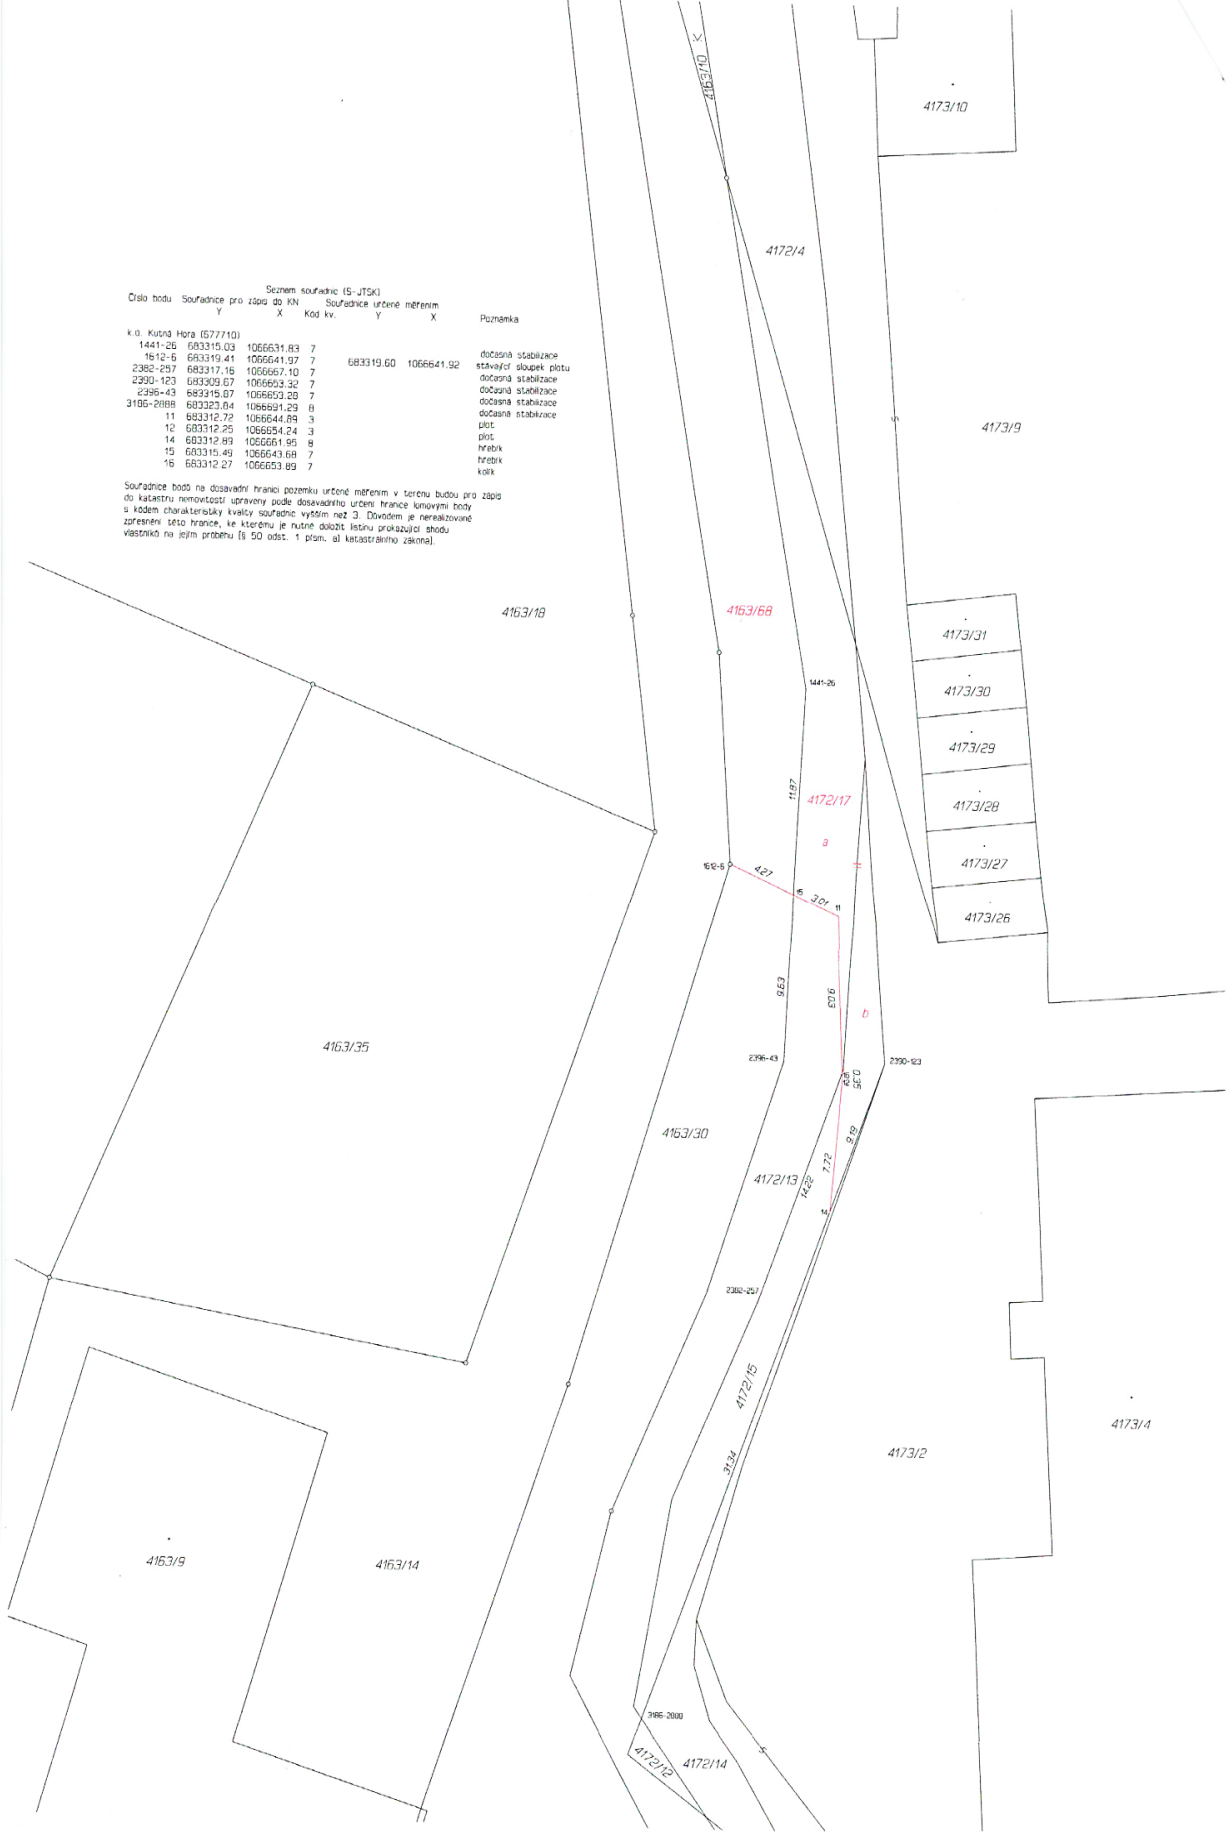 4163/10
4173/10
4172/4
Seznam souřadnic (S-JTSK)
Číslo bodu Souřadnice pro zápis do KN Souřadnice určené měřením
Y X Kód kv. Y X Poznámka
k.ú. Kutná Hora (677710)
1441-26 683315.03 1066631.83 7 dočasná stabilizace
1612-6 683319.41 1066641.97 7 683319.60 1066641.92 stávající sloupek plotu
2382-257 683317.16 1066667.10 7 dočasná stabilizace
2390-123 683309.67 1066653.32 7 dočasná stabilizace
2396-43 683315.87 1066653.28 7 dočasná stabilizace
3186-2088 683323.84 1066691.29 8 dočasná stabilizace
11 683312.72 1066644.89 3 plot
12 683312.25 1066654.24 3 plot
14 683312.89 1066661.95 8 hřebík
15 683315.49 1066643.68 7 hřebík
16 683312.27 1066653.89 7 kolík
Souřadnice bodů na dosavadní hranici pozemku určené měřením v terénu budou pro zápis
do katastru nemovitostí upraveny podle dosavadního určení hranice lomovými body
s kódem charakteristiky kvality souřadnic vyšším než 3. Důvodem je nerealizované
zpřesnění této hranice, ke kterému je nutné doložit listinu prokazující shodu
vlastníků na jejím průběhu [§ 50 odst. 1 písm. a) katastrálního zákona].
4173/9
4163/18
4163/68
4173/31
1441-26
4173/30
4173/29
11.87
4172/17
4173/28
a
4173/27
1612-6
4.27
15
3.01
11
4173/26
9.63
9.03
b
4163/35
2396-43
2390-123
0.35
4163/30
9.19
7.72
4172/13
14.22
14
2382-257
4172/15
4173/4
4173/2
31.34
4163/9
4163/14
3186-2088
4172/12
4172/14